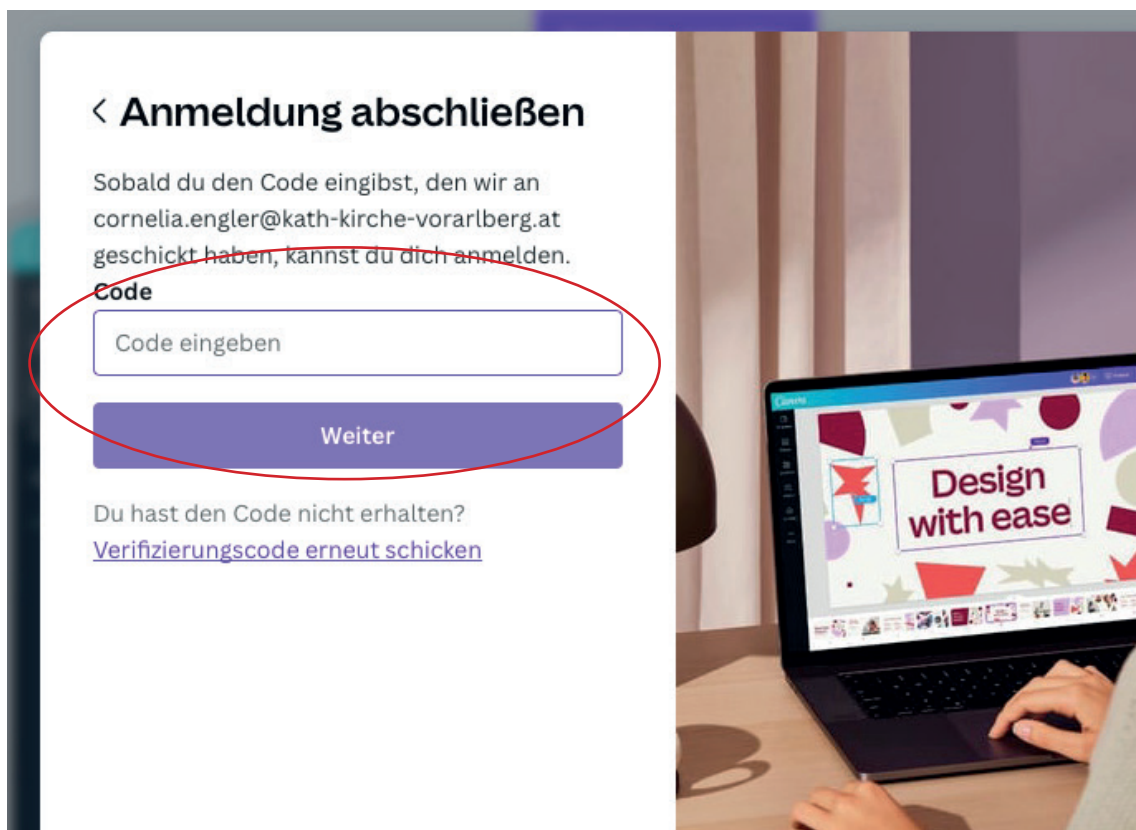 Anmeldung abschließen
Sobald du den Code eingibst, den wir an
cornelia.engler@kath-kirche-vorarlberg.at
geschickt haben, kannst du dich anmelden.
Code
Code eingeben
Weiter
Du hast den Code nicht erhalten?
Verifizierungscode erneut schicken
Canva
Design
with ease